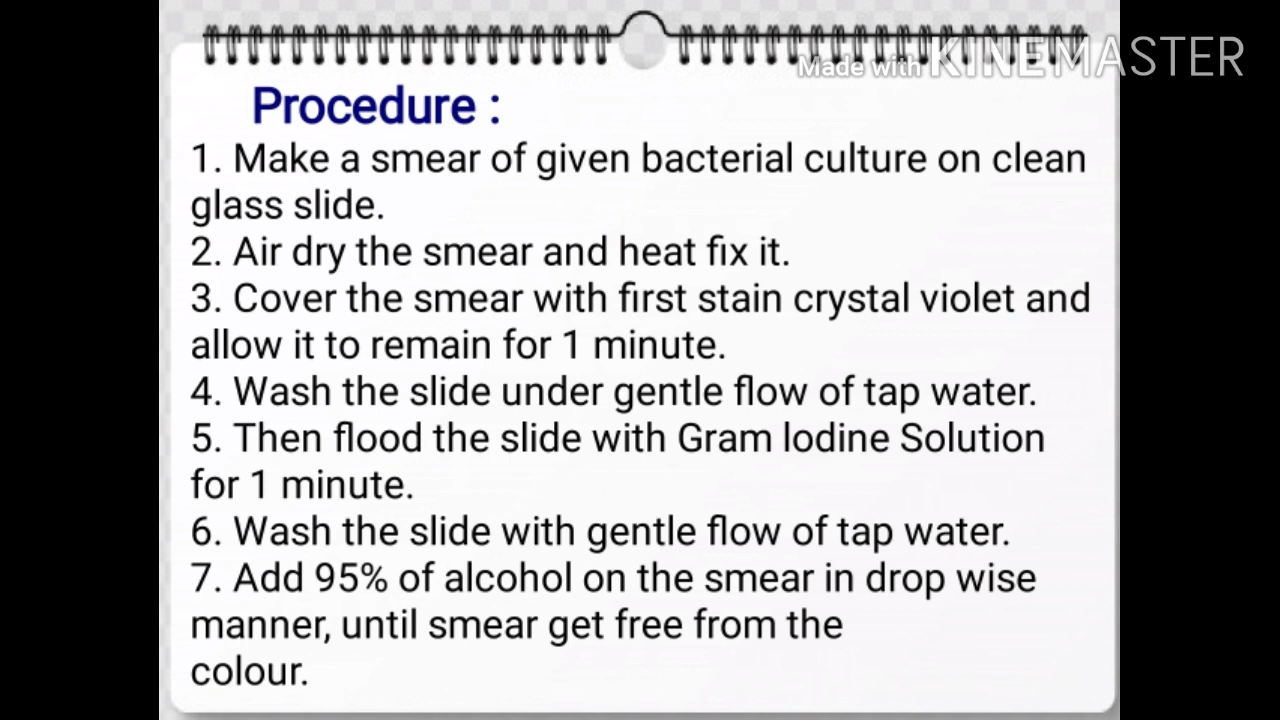 Made with KINEMASTER
Procedure :
1. Make a smear of given bacterial culture on clean
glass slide.
2. Air dry the smear and heat fix it.
3. Cover the smear with first stain crystal violet and
allow it to remain for 1 minute.
4. Wash the slide under gentle flow of tap water.
5. Then flood the slide with Gram Iodine Solution
for 1 minute.
6. Wash the slide with gentle flow of tap water.
7. Add 95% of alcohol on the smear in drop wise
manner, until smear get free from the
colour.